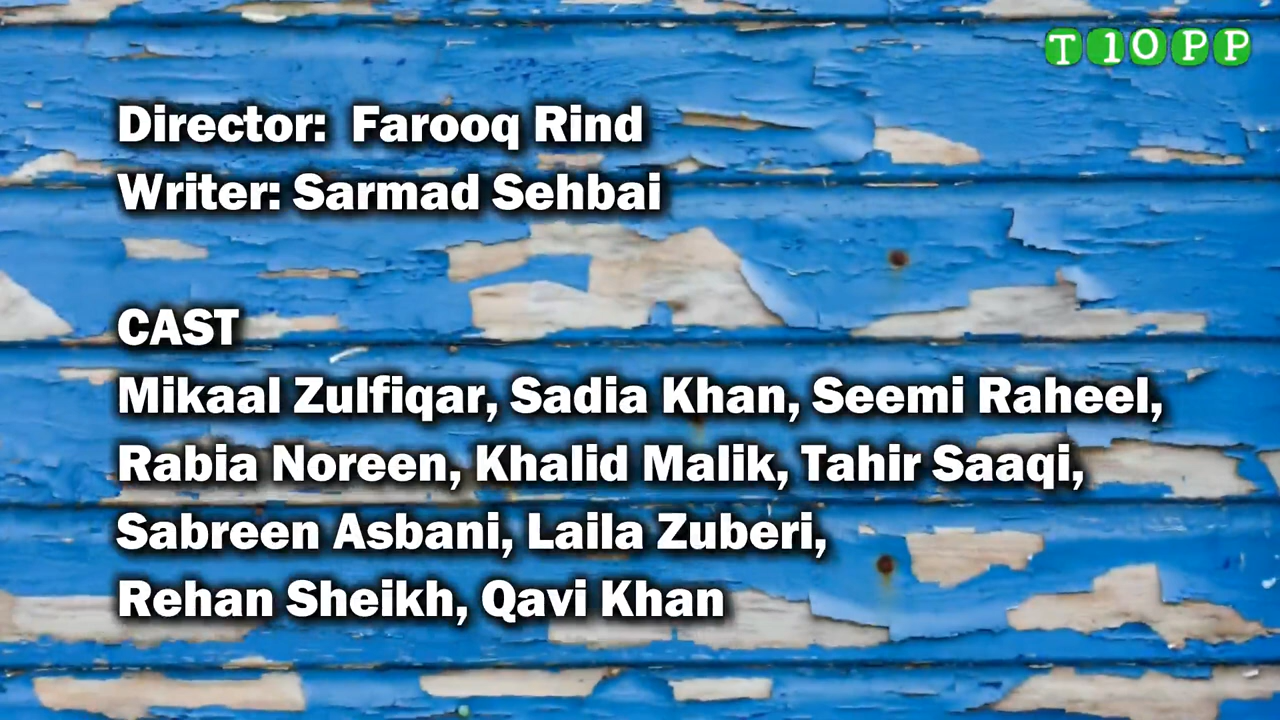 T10PP
Director: Farooq Rind
Writer: Sarmad Sehbai
CAST
Mikaal Zulfiqar, Sadia Khan, Seemi Raheel,
Rabia Noreen, Khalid Malik, Tahir Saaqi,
Sabreen Asbani, Laila Zuberi,
Rehan Sheikh, Qavi Khan